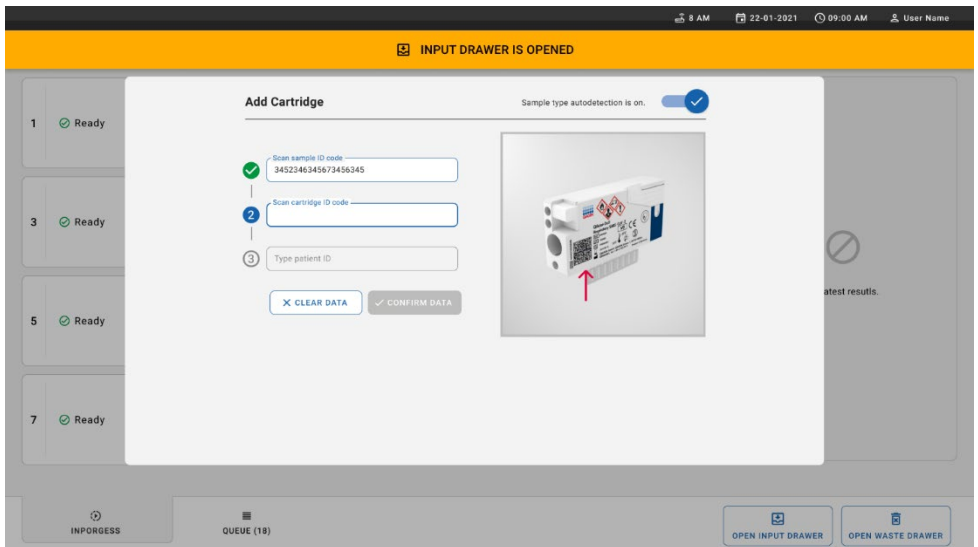 8 AM 22-01-2021 09:00 AM User Name
INPUT DRAWER IS OPENED
Add Cartridge
Sample type autodetection is on.
1 Ready
Scan sample ID code
3452346345673456345
Scan cartridge ID code
2
3 Ready
3 Type patient ID
CLEAR DATA
CONFIRM DATA
atest resutls.
5 Ready
7 Ready
INPORGESS
QUEUE (18)
OPEN INPUT DRAWER
OPEN WASTE DRAWER